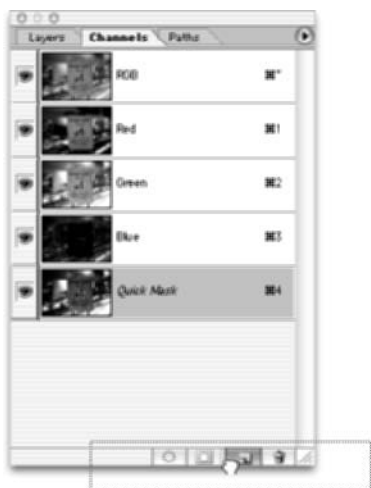 Layers Channels Paths
RGB ⌘~
Red ⌘1
Green ⌘2
Blue ⌘3
Quick Mask ⌘4